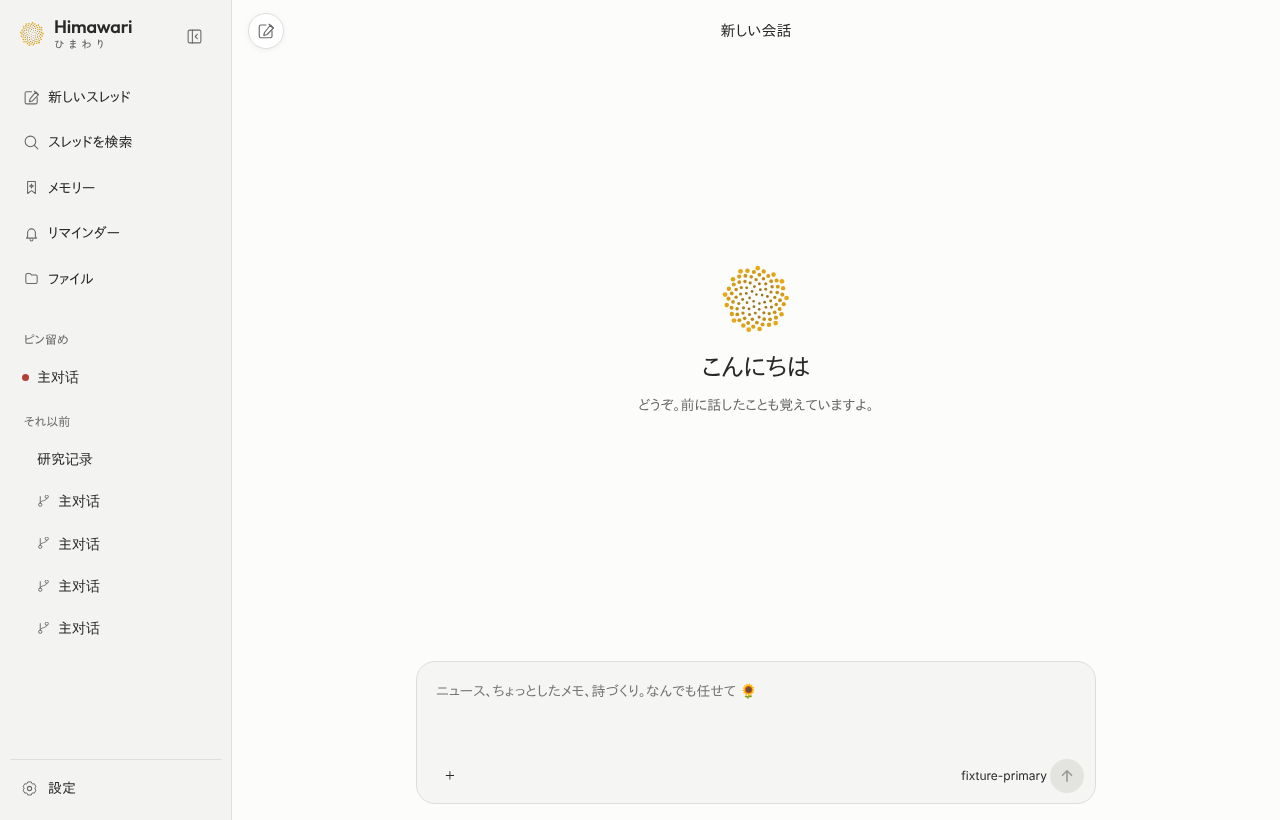 Himawari
ひまわり
新しいスレッド
スレッドを検索
メモリー
リマインダー
ファイル
ピン留め
主对话
それ以前
研究记录
主对话
主对话
主对话
主对话
設定
新しい会話
こんにちは
どうぞ。前に話したことも覚えていますよ。
ニュース、ちょっとしたメモ、詩づくり。なんでも任せて 🌻
+
fixture-primary